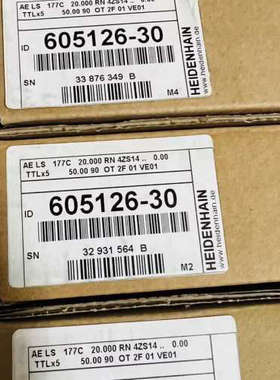 AE LS 177C 20.000 RN 4ZS14 .. 0.00
TTLx5 50.00 90 OT 2F 01 VE01
ID 605126-30
SN 33 876 349 B
M4
HEIDENHAIN
www.heidenhain.de
AE LS 177C 20.000 RN 4ZS14 .. 0.00
TTLx5 50.00 90 OT 2F 01 VE01
ID 605126-30
SN 32 931 564 B
M2
HEIDENHAIN
www.heidenhain.de
AE LS 177C 20.000 RN 4ZS14 .. 0.00
TTLx5 50.00 90 OT 2F 01 VE01